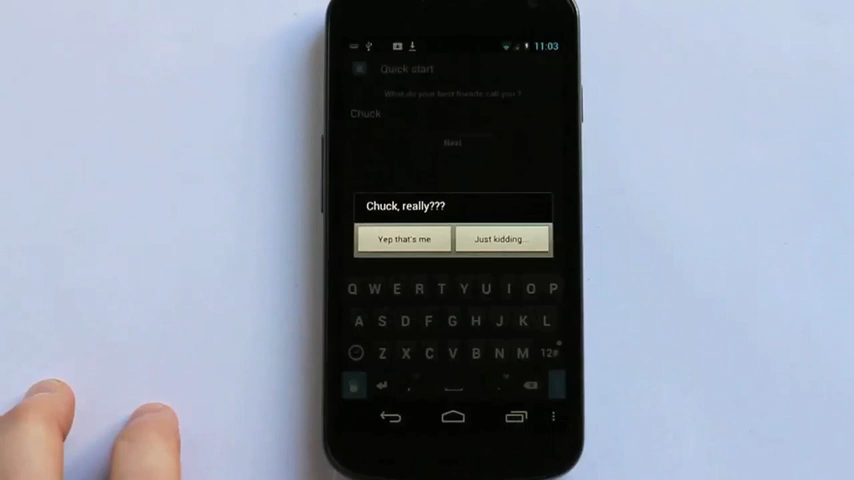 11:03
Quick start
What do your best friends call you ?
Chuck
Next
Chuck, really???
Yep that's me
Just kidding...
Q W E R T Y U I O P
A S D F G H J K L
Z X C V B N M 12#